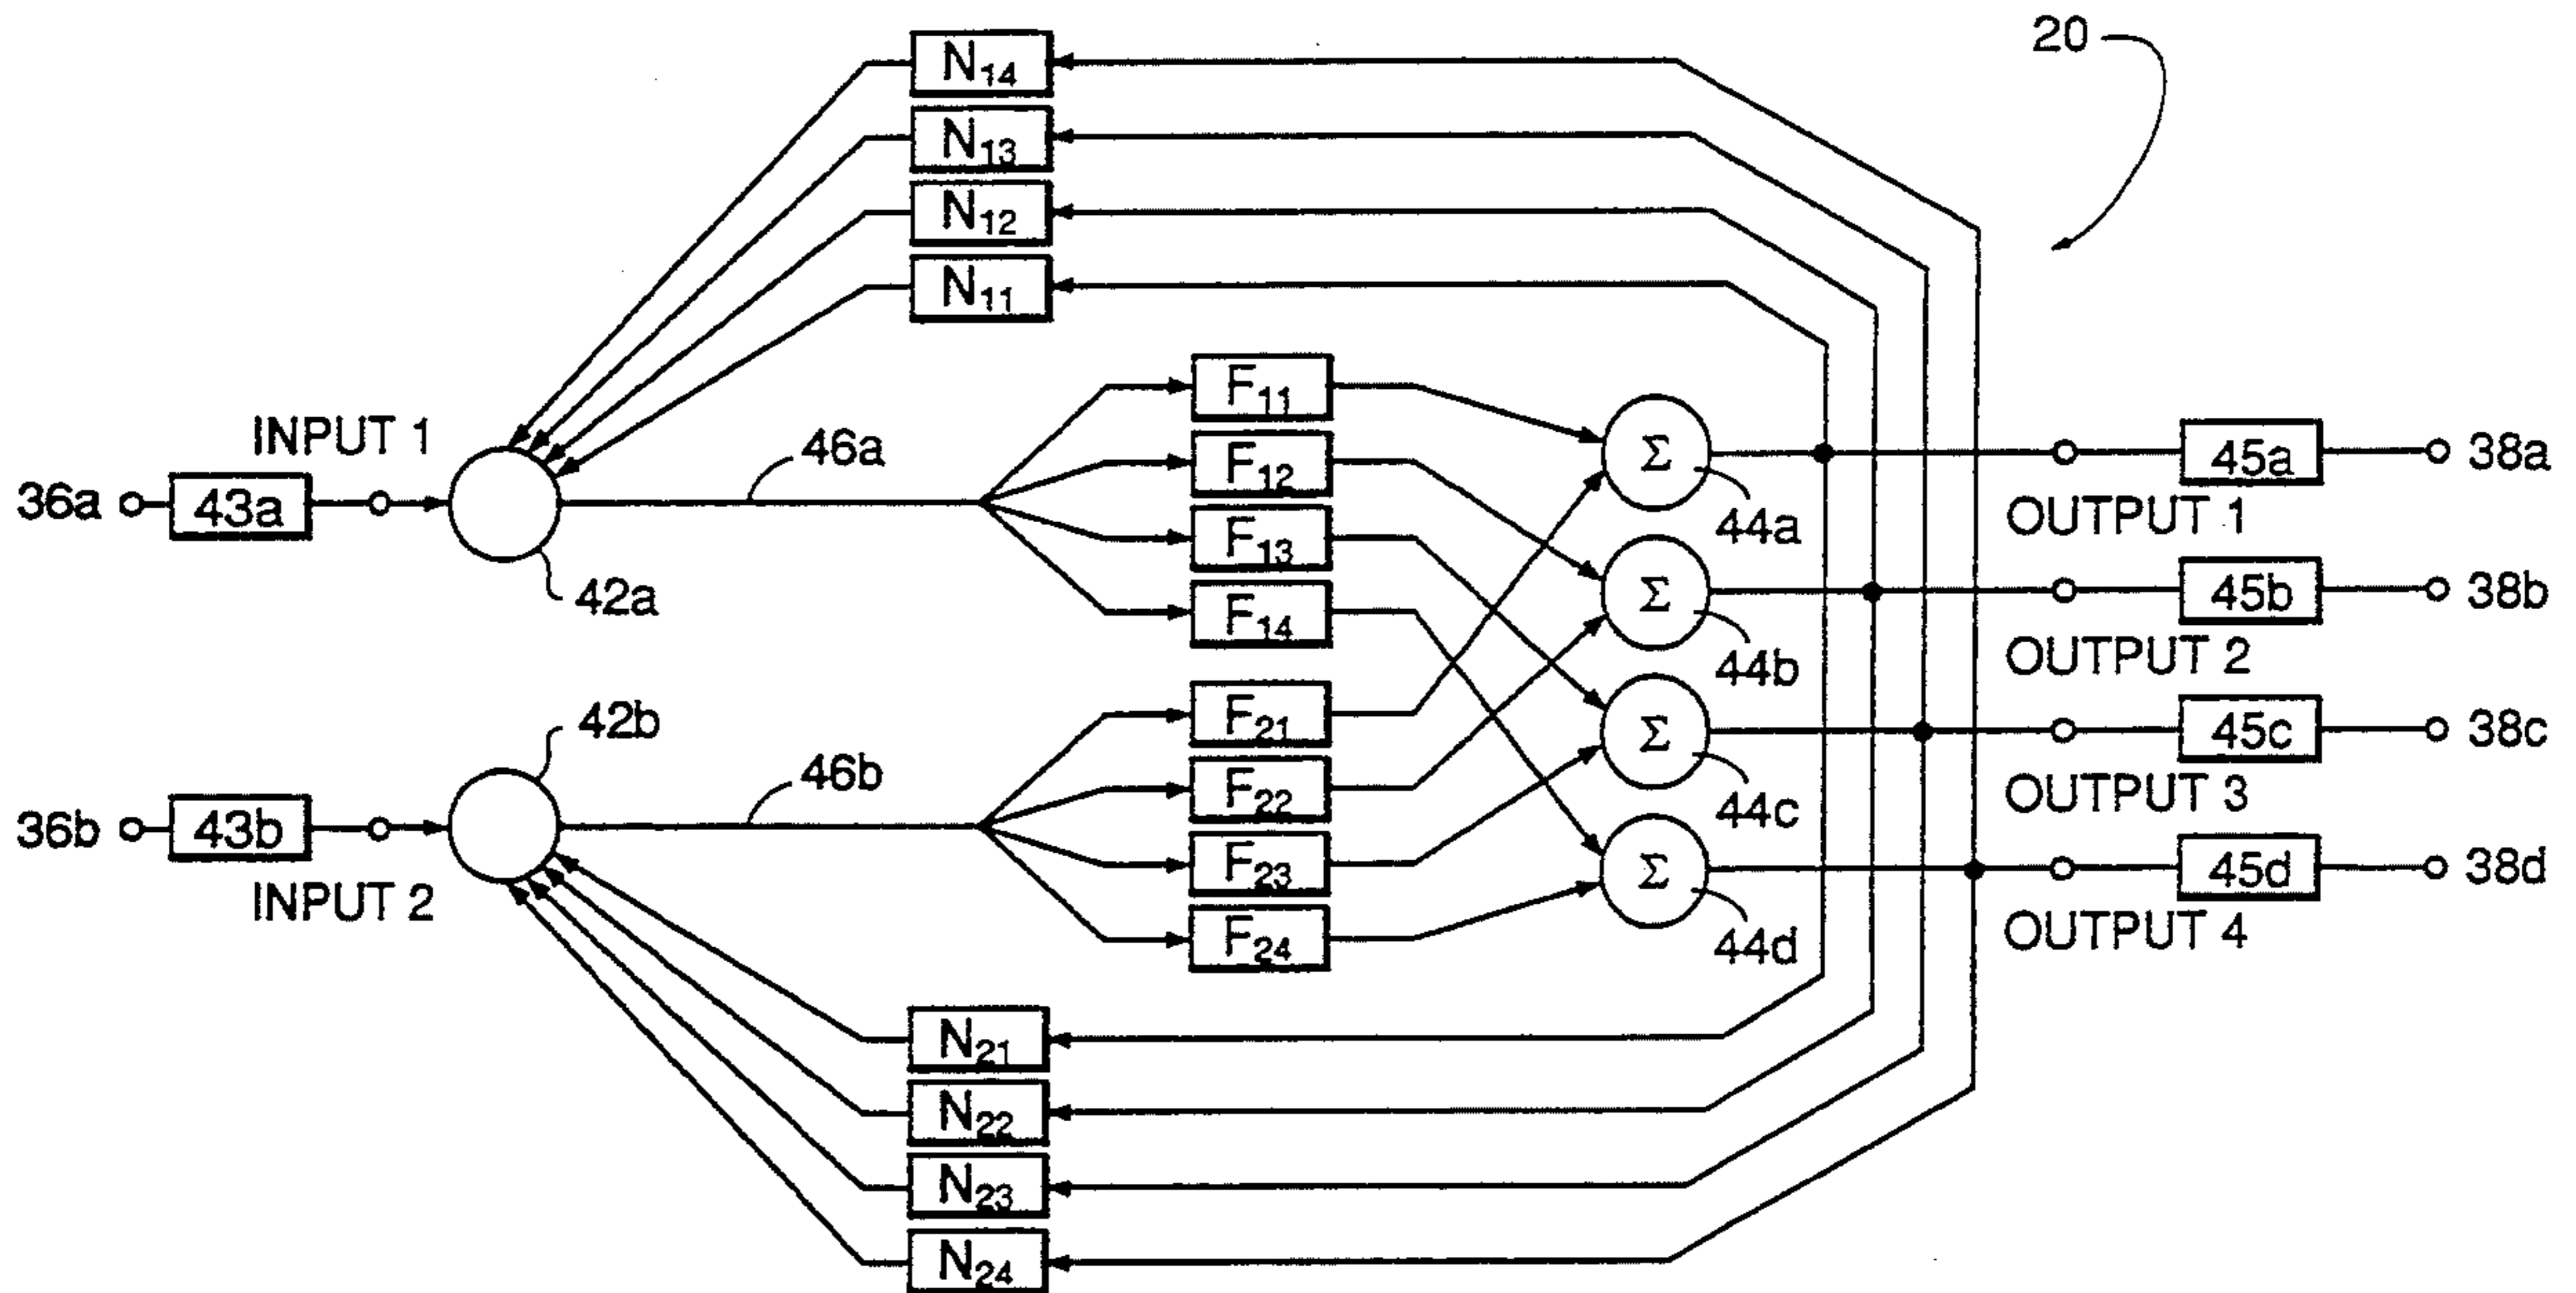 20
N14
N13
N12
N11
F11
F12
F13
F14
F21
F22
F23
F24
N21
N22
N23
N24
INPUT 1
36a
43a
42a
46a
INPUT 2
36b
43b
42b
46b
Σ
44a
Σ
44b
Σ
44c
Σ
44d
45a
38a
OUTPUT 1
45b
38b
OUTPUT 2
45c
38c
OUTPUT 3
45d
38d
OUTPUT 4